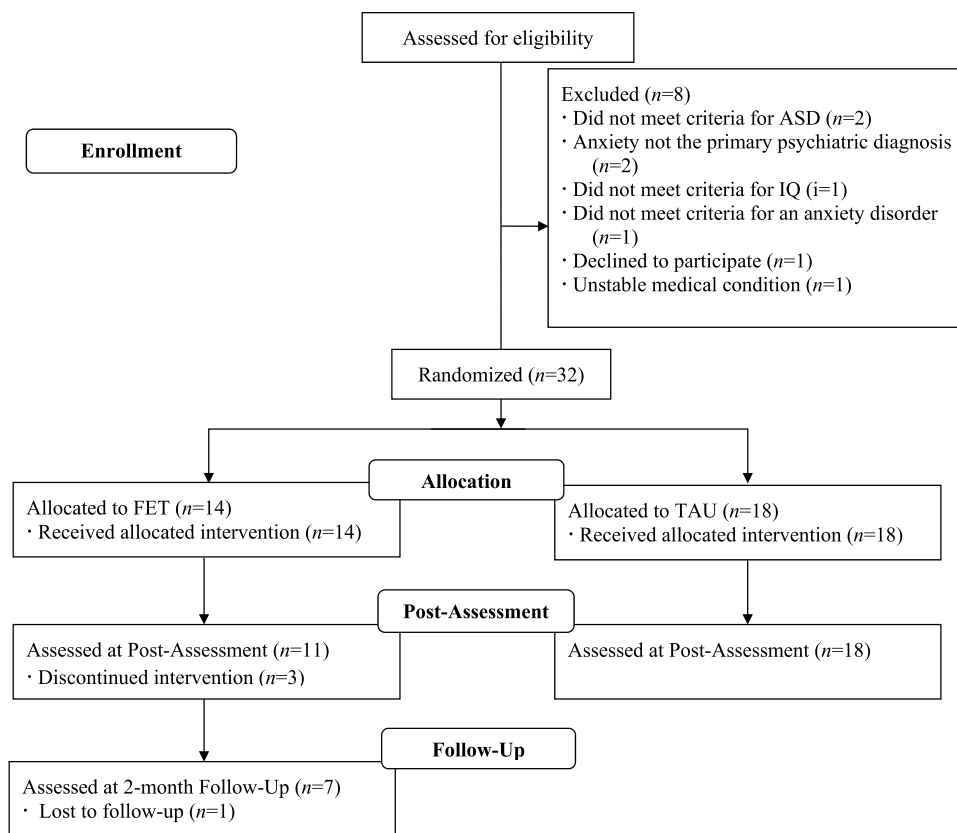 Assessed for eligibility
Excluded (n=8)
· Did not meet criteria for ASD (n=2)
· Anxiety not the primary psychiatric diagnosis
(n=2)
· Did not meet criteria for IQ (i=1)
· Did not meet criteria for an anxiety disorder
(n=1)
· Declined to participate (n=1)
· Unstable medical condition (n=1)
Enrollment
Randomized (n=32)
Allocation
Allocated to FET (n=14)
· Received allocated intervention (n=14)
Allocated to TAU (n=18)
· Received allocated intervention (n=18)
Post-Assessment
Assessed at Post-Assessment (n=11)
· Discontinued intervention (n=3)
Assessed at Post-Assessment (n=18)
Follow-Up
Assessed at 2-month Follow-Up (n=7)
· Lost to follow-up (n=1)